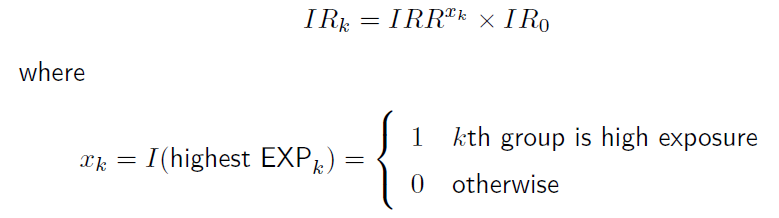 IR_k = IRR^{x_k} × IR_0
where
x_k = I(highest EXP_k) = { 1 kth group is high exposure
0 otherwise